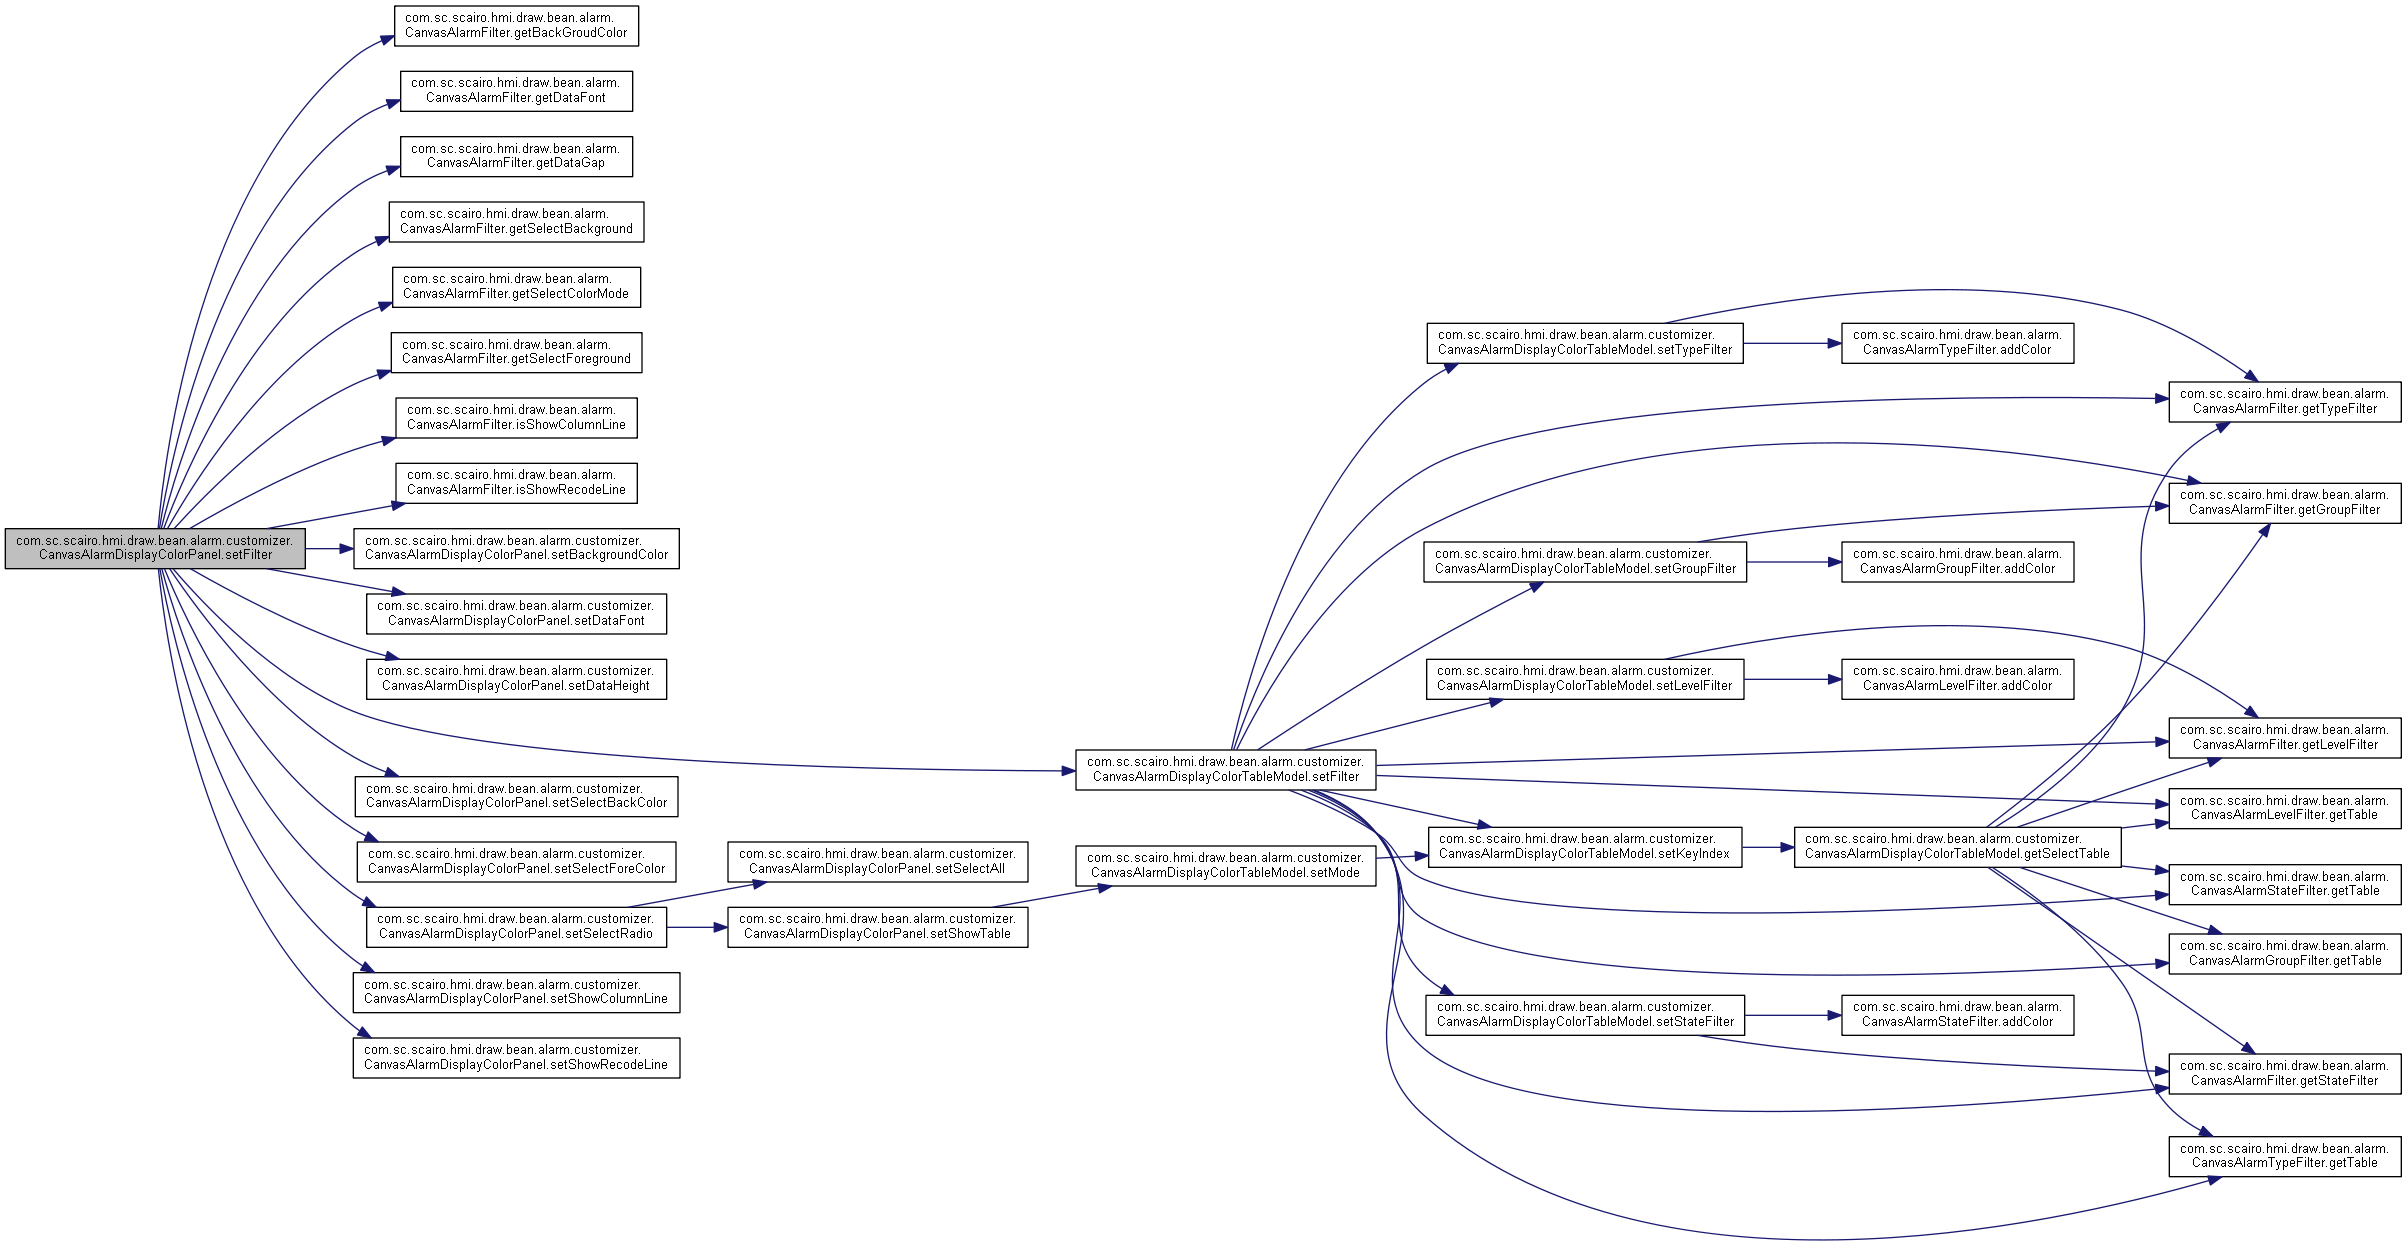 com.sc.scairo.hmi.draw.bean.alarm.
CanvasAlarmFilter.getBackGroudColor
com.sc.scairo.hmi.draw.bean.alarm.
CanvasAlarmFilter.getDataFont
com.sc.scairo.hmi.draw.bean.alarm.
CanvasAlarmFilter.getDataGap
com.sc.scairo.hmi.draw.bean.alarm.
CanvasAlarmFilter.getSelectBackground
com.sc.scairo.hmi.draw.bean.alarm.
CanvasAlarmFilter.getSelectColorMode
com.sc.scairo.hmi.draw.bean.alarm.
CanvasAlarmFilter.getSelectForeground
com.sc.scairo.hmi.draw.bean.alarm.
CanvasAlarmFilter.isShowColumnLine
com.sc.scairo.hmi.draw.bean.alarm.
CanvasAlarmFilter.isShowRecodeLine
com.sc.scairo.hmi.draw.bean.alarm.customizer.
CanvasAlarmDisplayColorPanel.setFilter
com.sc.scairo.hmi.draw.bean.alarm.customizer.
CanvasAlarmDisplayColorPanel.setBackgroundColor
com.sc.scairo.hmi.draw.bean.alarm.customizer.
CanvasAlarmDisplayColorPanel.setDataFont
com.sc.scairo.hmi.draw.bean.alarm.customizer.
CanvasAlarmDisplayColorPanel.setDataHeight
com.sc.scairo.hmi.draw.bean.alarm.customizer.
CanvasAlarmDisplayColorPanel.setSelectBackColor
com.sc.scairo.hmi.draw.bean.alarm.customizer.
CanvasAlarmDisplayColorPanel.setSelectForeColor
com.sc.scairo.hmi.draw.bean.alarm.customizer.
CanvasAlarmDisplayColorPanel.setSelectRadio
com.sc.scairo.hmi.draw.bean.alarm.customizer.
CanvasAlarmDisplayColorPanel.setShowColumnLine
com.sc.scairo.hmi.draw.bean.alarm.customizer.
CanvasAlarmDisplayColorPanel.setShowRecodeLine
com.sc.scairo.hmi.draw.bean.alarm.customizer.
CanvasAlarmDisplayColorPanel.setSelectAll
com.sc.scairo.hmi.draw.bean.alarm.customizer.
CanvasAlarmDisplayColorPanel.setShowTable
com.sc.scairo.hmi.draw.bean.alarm.customizer.
CanvasAlarmDisplayColorTableModel.setFilter
com.sc.scairo.hmi.draw.bean.alarm.customizer.
CanvasAlarmDisplayColorTableModel.setMode
com.sc.scairo.hmi.draw.bean.alarm.customizer.
CanvasAlarmDisplayColorTableModel.setTypeFilter
com.sc.scairo.hmi.draw.bean.alarm.customizer.
CanvasAlarmDisplayColorTableModel.setGroupFilter
com.sc.scairo.hmi.draw.bean.alarm.customizer.
CanvasAlarmDisplayColorTableModel.setLevelFilter
com.sc.scairo.hmi.draw.bean.alarm.customizer.
CanvasAlarmDisplayColorTableModel.setKeyIndex
com.sc.scairo.hmi.draw.bean.alarm.customizer.
CanvasAlarmDisplayColorTableModel.setStateFilter
com.sc.scairo.hmi.draw.bean.alarm.
CanvasAlarmTypeFilter.addColor
com.sc.scairo.hmi.draw.bean.alarm.
CanvasAlarmGroupFilter.addColor
com.sc.scairo.hmi.draw.bean.alarm.
CanvasAlarmLevelFilter.addColor
com.sc.scairo.hmi.draw.bean.alarm.customizer.
CanvasAlarmDisplayColorTableModel.getSelectTable
com.sc.scairo.hmi.draw.bean.alarm.
CanvasAlarmStateFilter.addColor
com.sc.scairo.hmi.draw.bean.alarm.
CanvasAlarmFilter.getTypeFilter
com.sc.scairo.hmi.draw.bean.alarm.
CanvasAlarmFilter.getGroupFilter
com.sc.scairo.hmi.draw.bean.alarm.
CanvasAlarmFilter.getLevelFilter
com.sc.scairo.hmi.draw.bean.alarm.
CanvasAlarmLevelFilter.getTable
com.sc.scairo.hmi.draw.bean.alarm.
CanvasAlarmStateFilter.getTable
com.sc.scairo.hmi.draw.bean.alarm.
CanvasAlarmGroupFilter.getTable
com.sc.scairo.hmi.draw.bean.alarm.
CanvasAlarmFilter.getStateFilter
com.sc.scairo.hmi.draw.bean.alarm.
CanvasAlarmTypeFilter.getTable